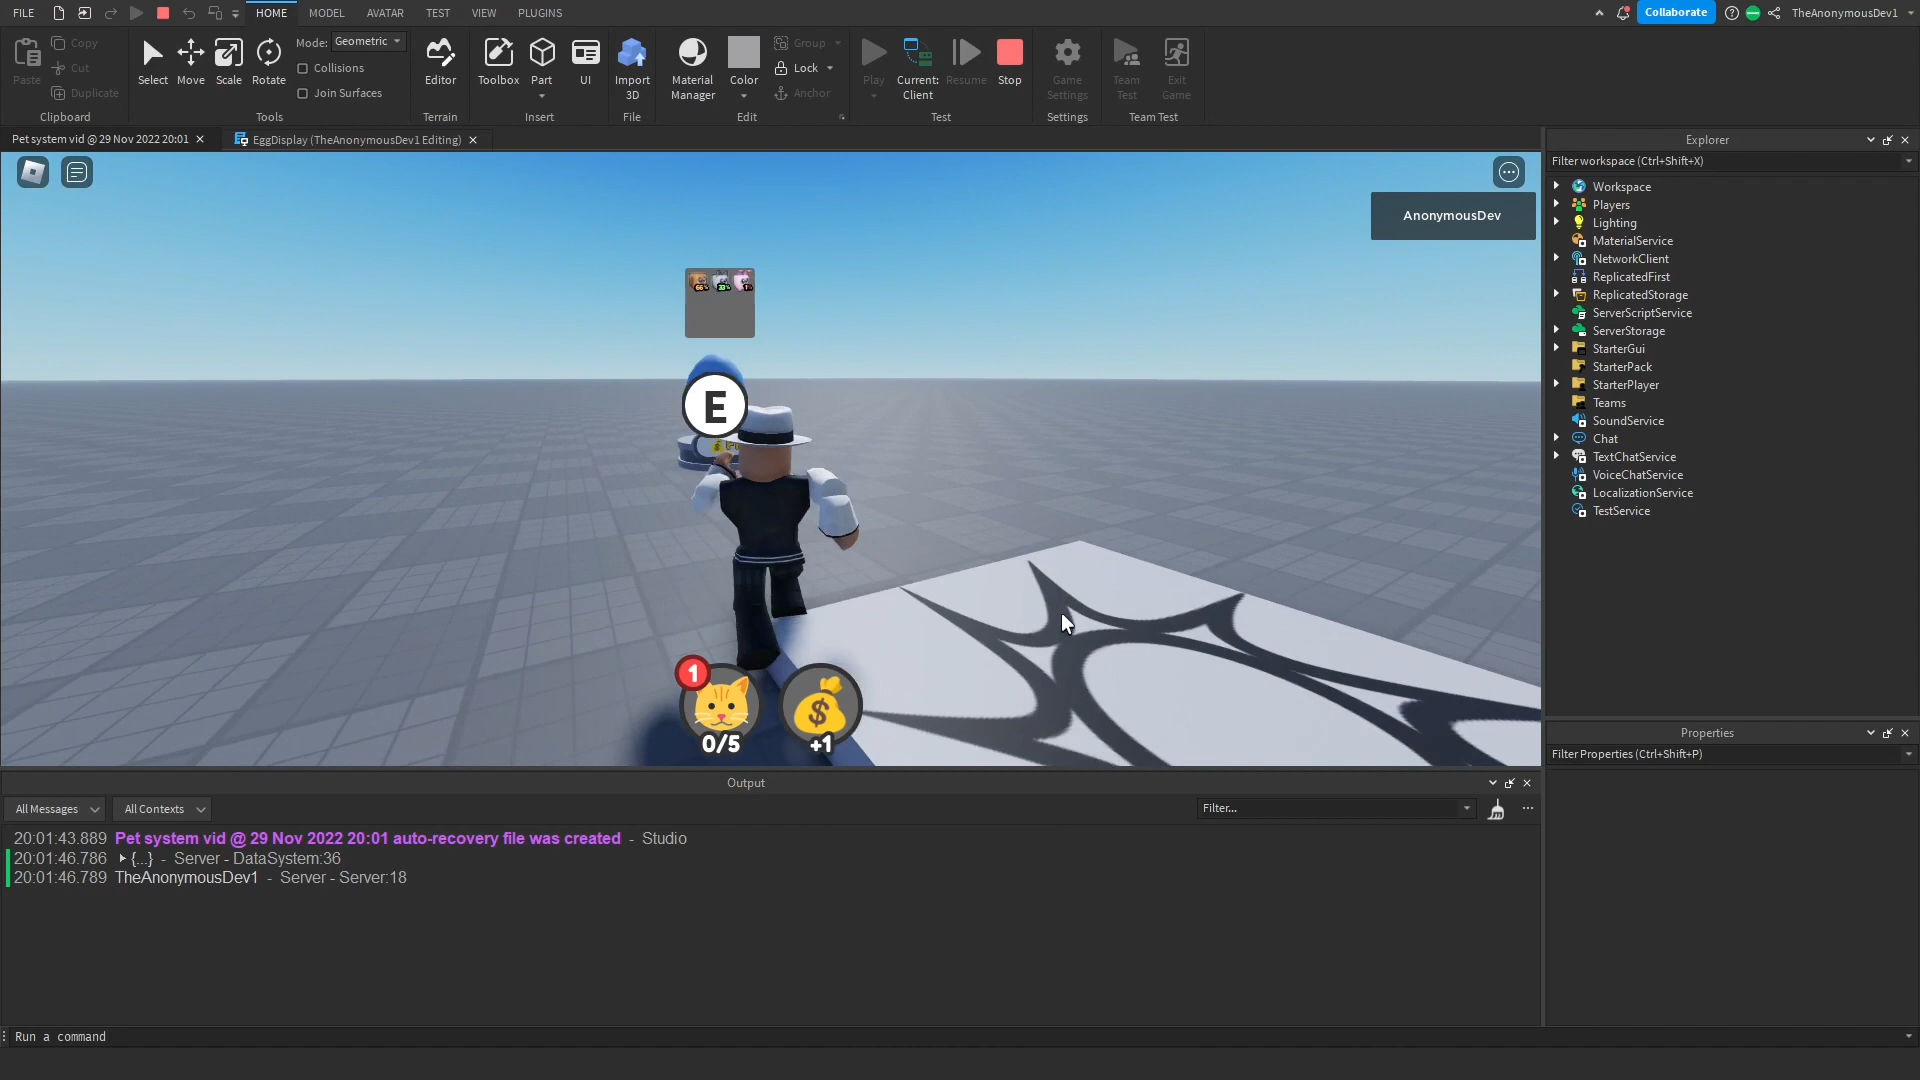 FILE HOME MODEL AVATAR TEST VIEW PLUGINS Collaborate TheAnonymousDev1
Paste Copy Cut Duplicate
Select Move Scale Rotate
Mode: Geometric
Collisions
Join Surfaces
Editor
Toolbox Part UI
Import 3D
Material Manager
Color
Group
Lock
Anchor
Play
Current: Client
Resume Stop
Game Settings
Team Test
Exit Game
Clipboard Tools Terrain Insert File Edit Test Settings Team Test
Pet system vid @ 29 Nov 2022 20:01
EggDisplay (TheAnonymousDev1 Editing)
AnonymousDev
66%
33%
1%
E
1
0/5
+1
Explorer
Filter workspace (Ctrl+Shift+X)
Workspace
Players
Lighting
MaterialService
NetworkClient
ReplicatedFirst
ReplicatedStorage
ServerScriptService
ServerStorage
StarterGui
StarterPack
StarterPlayer
Teams
SoundService
Chat
TextChatService
VoiceChatService
LocalizationService
TestService
Properties
Filter Properties (Ctrl+Shift+P)
Output
All Messages All Contexts Filter...
20:01:43.889 Pet system vid @ 29 Nov 2022 20:01 auto-recovery file was created - Studio
20:01:46.786 {...} - Server - DataSystem:36
20:01:46.789 TheAnonymousDev1 - Server - Server:18
Run a command